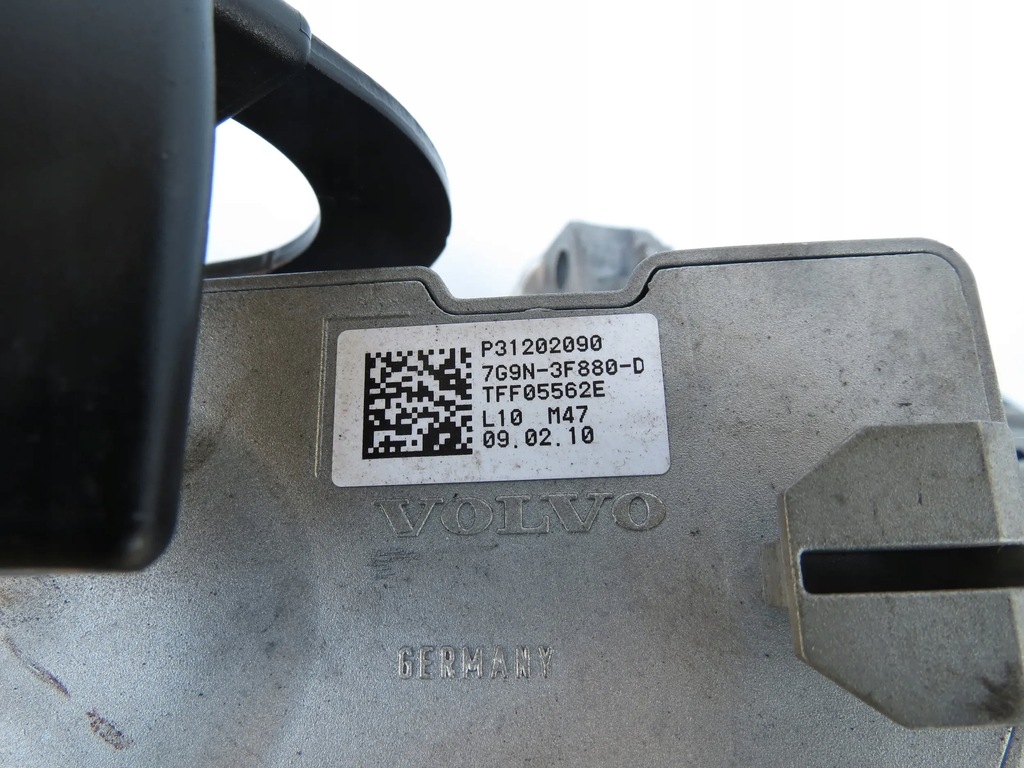 P31202090
7G9N-3F880-D
TFF05562E
L10 M47
09.02.10
VOLVO
GERMANY